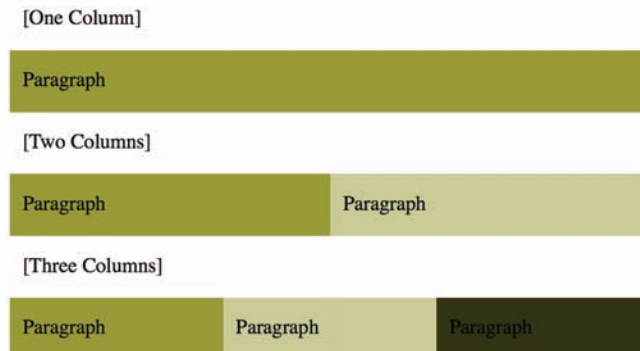 [One Column]
Paragraph
[Two Columns]
Paragraph Paragraph
[Three Columns]
Paragraph Paragraph Paragraph